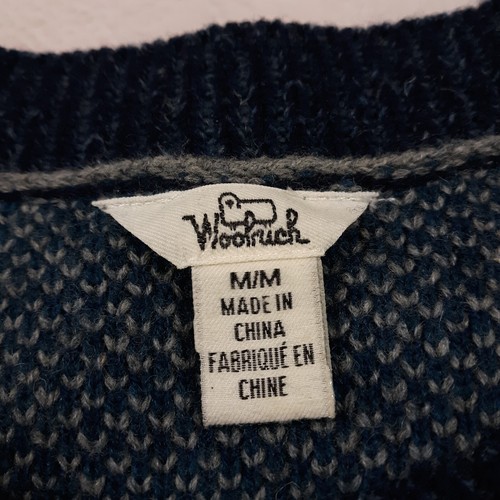 Woolrich
M/M
MADE IN
CHINA
FABRIQUÉ EN
CHINE